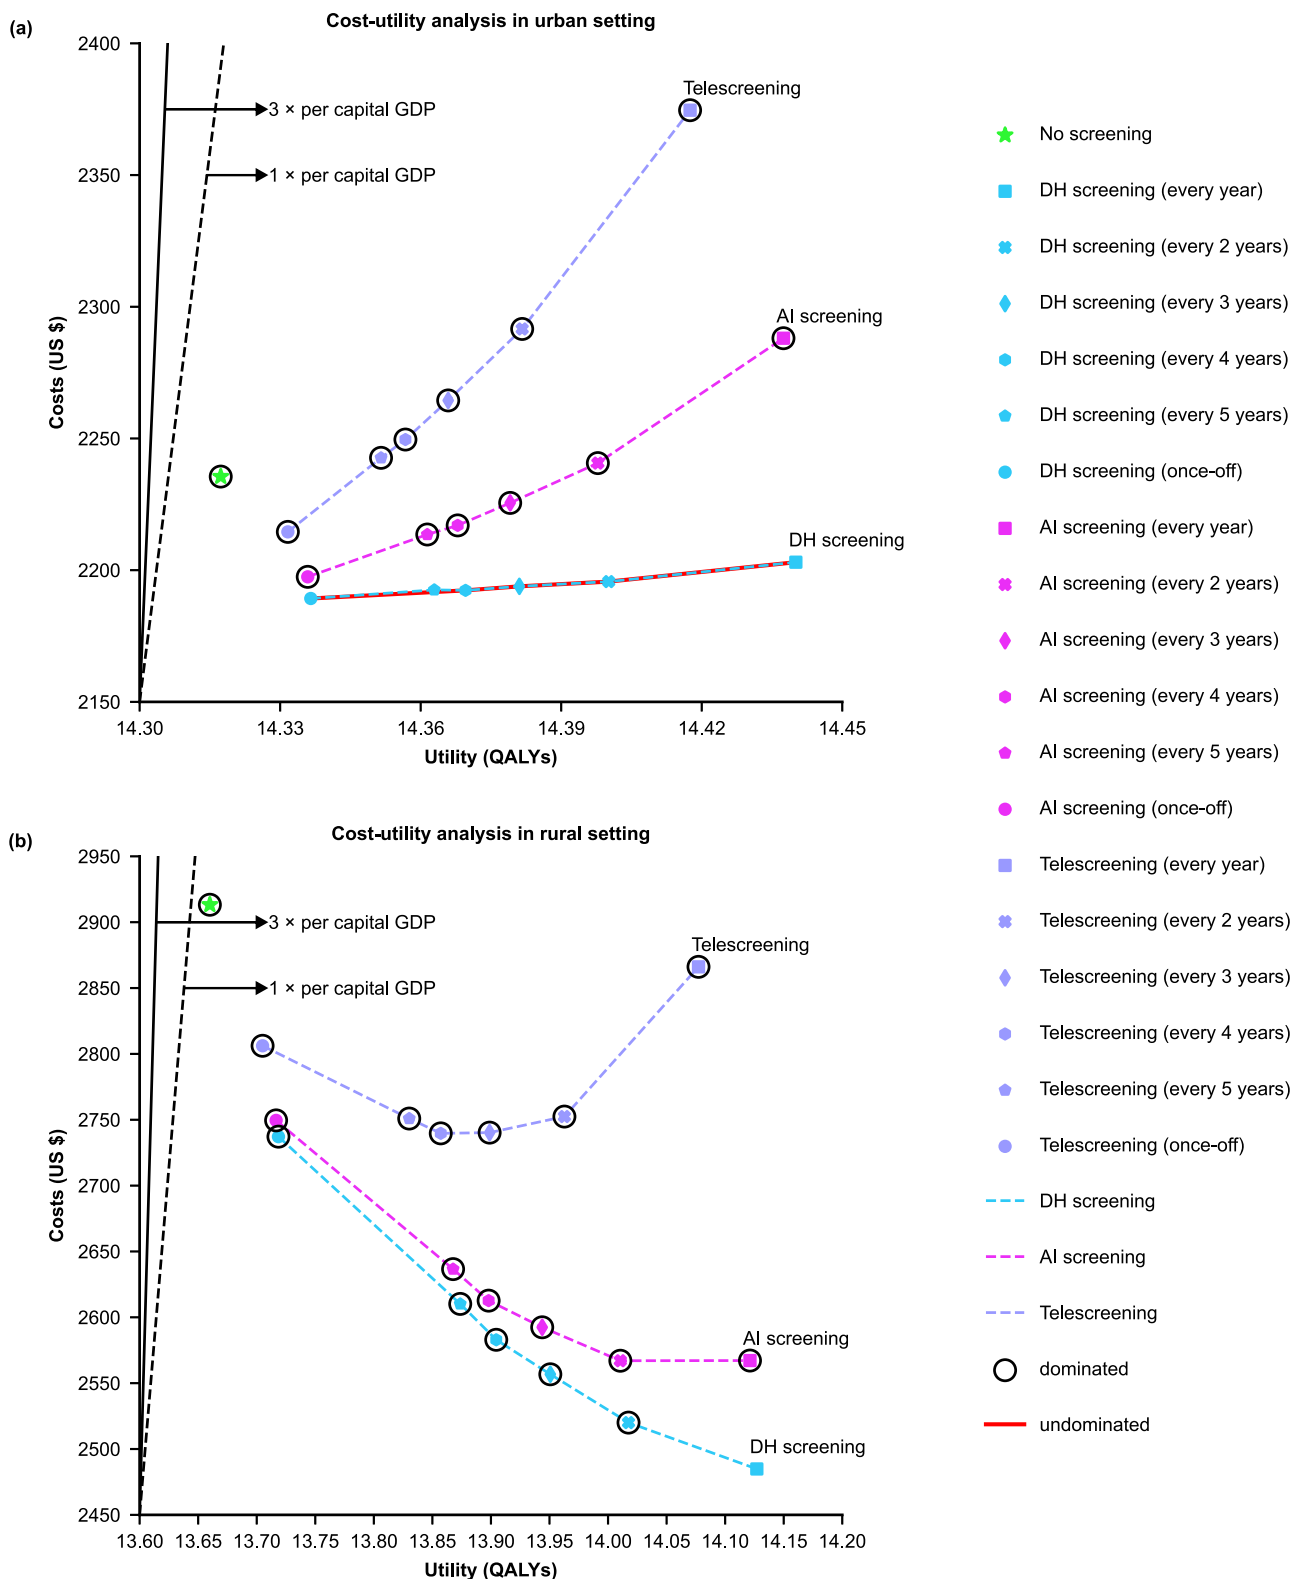 (a)
Cost-utility analysis in urban setting
2400
2350
2300
2250
2200
2150
Costs (US $)
3 × per capital GDP
1 × per capital GDP
Telescreening
AI screening
DH screening
14.30
14.33
14.36
14.39
14.42
14.45
Utility (QALYs)
(b)
Cost-utility analysis in rural setting
2950
2900
2850
2800
2750
2700
2650
2600
2550
2500
2450
Costs (US $)
3 × per capital GDP
1 × per capital GDP
Telescreening
AI screening
DH screening
13.60
13.65
13.70
13.75
13.80
13.85
13.90
13.95
14.00
14.05
14.10
14.15
14.20
Utility (QALYs)
No screening
DH screening (every year)
DH screening (every 2 years)
DH screening (every 3 years)
DH screening (every 4 years)
DH screening (every 5 years)
DH screening (once-off)
AI screening (every year)
AI screening (every 2 years)
AI screening (every 3 years)
AI screening (every 4 years)
AI screening (every 5 years)
AI screening (once-off)
Telescreening (every year)
Telescreening (every 2 years)
Telescreening (every 3 years)
Telescreening (every 4 years)
Telescreening (every 5 years)
Telescreening (once-off)
DH screening
AI screening
Telescreening
dominated
undominated